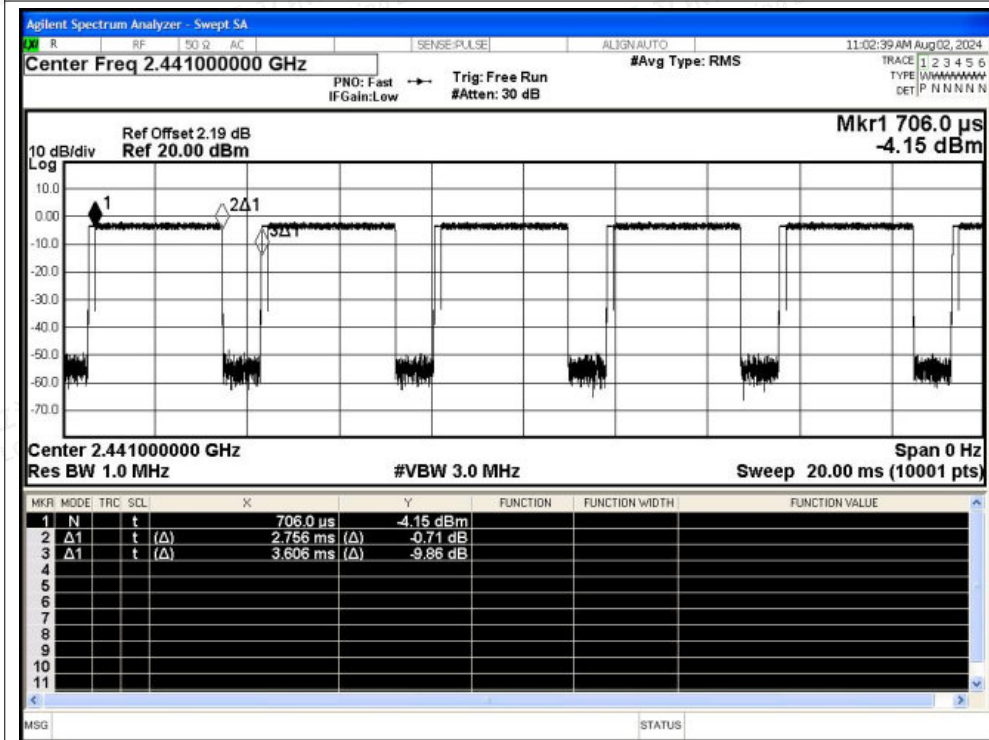 Agilent Spectrum Analyzer - Swept SA
LXI R RF 50 Ω AC SENSE:PULSE ALIGN AUTO 11:02:39 AM Aug 02, 2024
Center Freq 2.441000000 GHz
PNO: Fast
IFGain:Low
Trig: Free Run
#Atten: 30 dB
#Avg Type: RMS
TRACE 1 2 3 4 5 6
TYPE WWWWWW
DET P N N N N N
Mkr1 706.0 µs
-4.15 dBm
Ref Offset 2.19 dB
10 dB/div Ref 20.00 dBm
Log
10.0
0.00
-10.0
-20.0
-30.0
-40.0
-50.0
-60.0
-70.0
1
2Δ1
3Δ1
Center 2.441000000 GHz Span 0 Hz
Res BW 1.0 MHz #VBW 3.0 MHz Sweep 20.00 ms (10001 pts)
MKR MODE TRC SCL X Y FUNCTION FUNCTION WIDTH FUNCTION VALUE
1 N t 706.0 µs -4.15 dBm
2 Δ1 t (Δ) 2.756 ms (Δ) -0.71 dB
3 Δ1 t (Δ) 3.606 ms (Δ) -9.86 dB
4
5
6
7
8
9
10
11
MSG STATUS